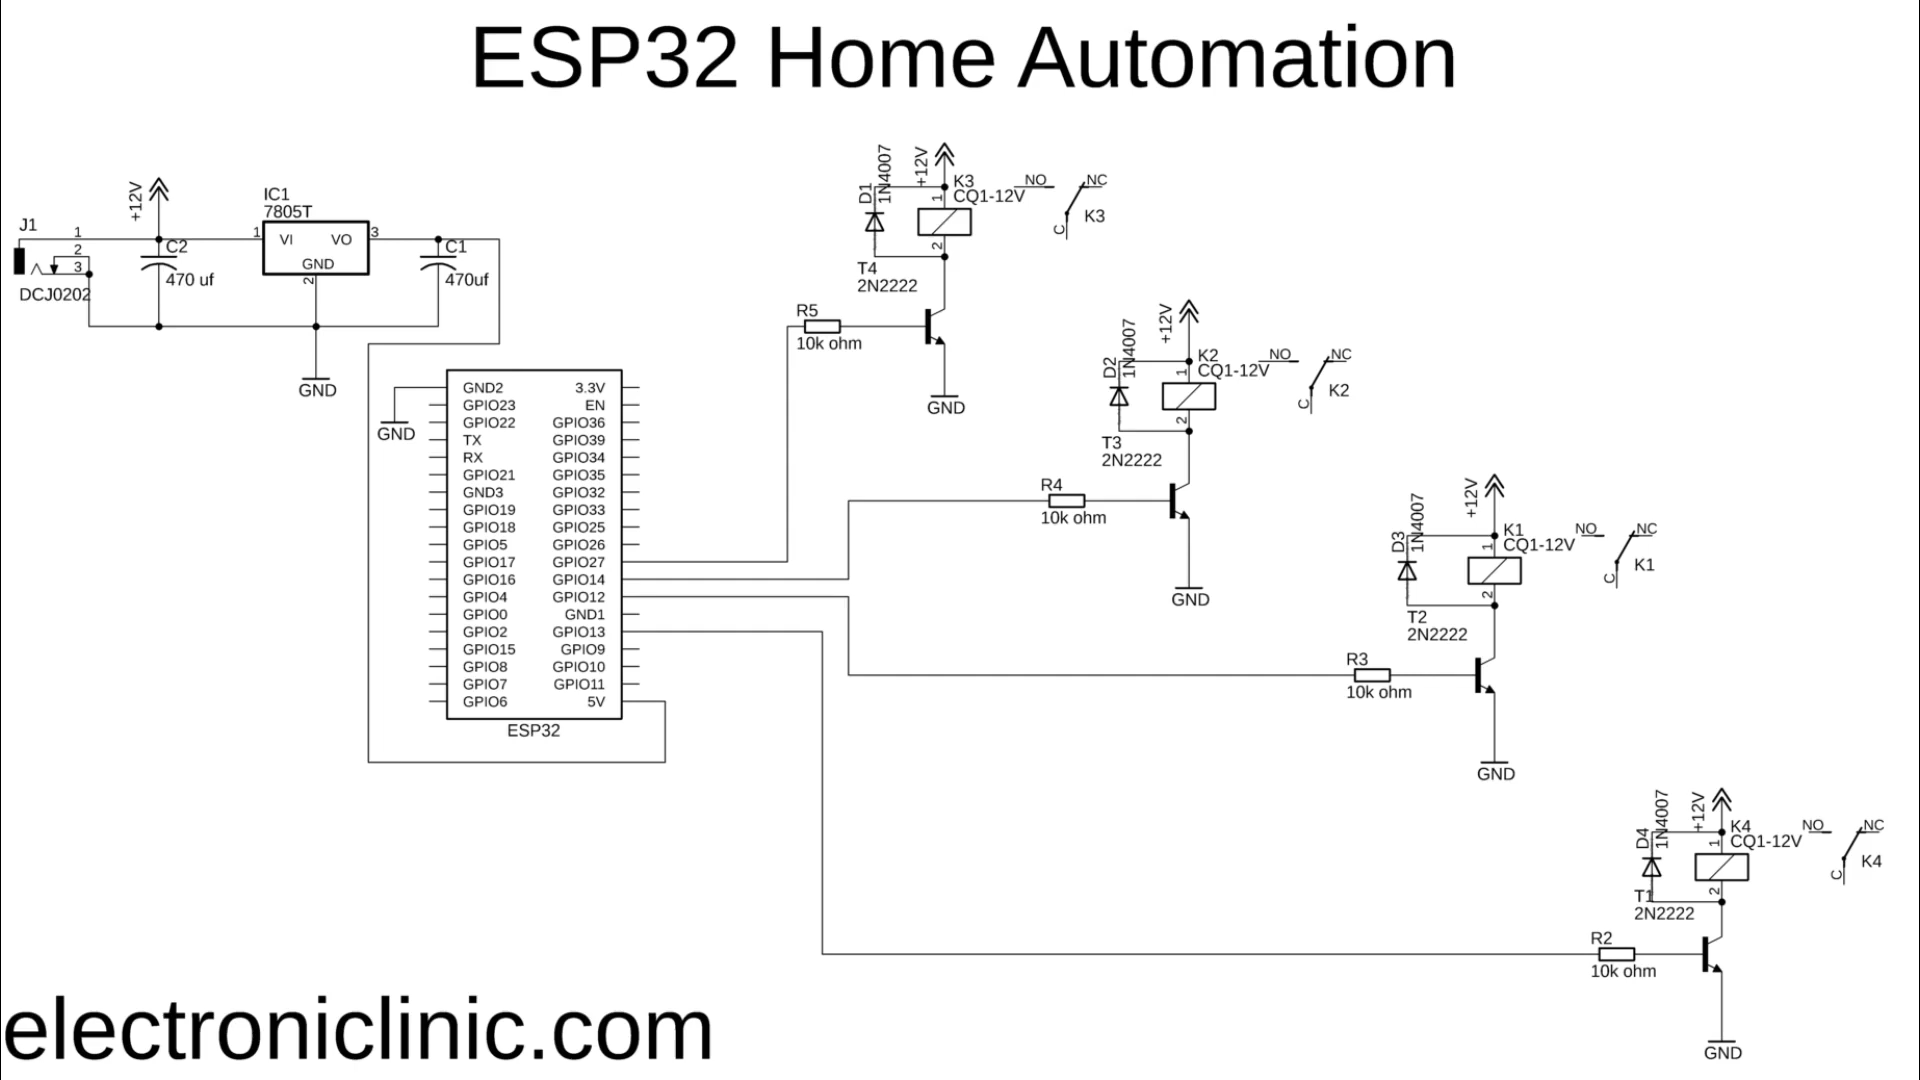 ESP32 Home Automation
+12V
J1
1
2
3
DCJ0202
C2
470 uf
IC1
7805T
1
VI
VO
3
GND
2
C1
470uf
GND
GND
GND2 3.3V
GPIO23 EN
GPIO22 GPIO36
TX GPIO39
RX GPIO34
GPIO21 GPIO35
GND3 GPIO32
GPIO19 GPIO33
GPIO18 GPIO25
GPIO5 GPIO26
GPIO17 GPIO27
GPIO16 GPIO14
GPIO4 GPIO12
GPIO0 GND1
GPIO2 GPIO13
GPIO15 GPIO9
GPIO8 GPIO10
GPIO7 GPIO11
GPIO6 5V
ESP32
D1
1N4007
+12V
K3
CQ1-12V
1
2
NO
NC
C
K3
T4
2N2222
R5
10k ohm
GND
D2
1N4007
+12V
K2
CQ1-12V
1
2
NO
NC
C
K2
T3
2N2222
R4
10k ohm
GND
D3
1N4007
+12V
K1
CQ1-12V
1
2
NO
NC
C
K1
T2
2N2222
R3
10k ohm
GND
D4
1N4007
+12V
K4
CQ1-12V
1
2
NO
NC
C
K4
T1
2N2222
R2
10k ohm
GND
electroniclinic.com